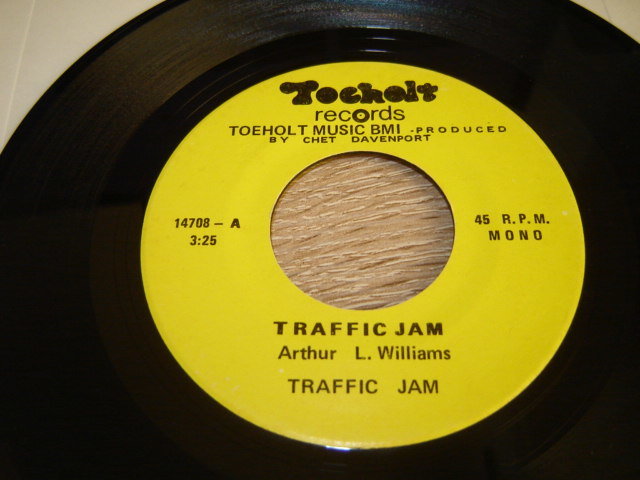 Toeholt
records
TOEHOLT MUSIC BMI - PRODUCED
BY CHET DAVENPORT
14708 - A
3:25
45 R.P.M.
MONO
TRAFFIC JAM
Arthur L. Williams
TRAFFIC JAM